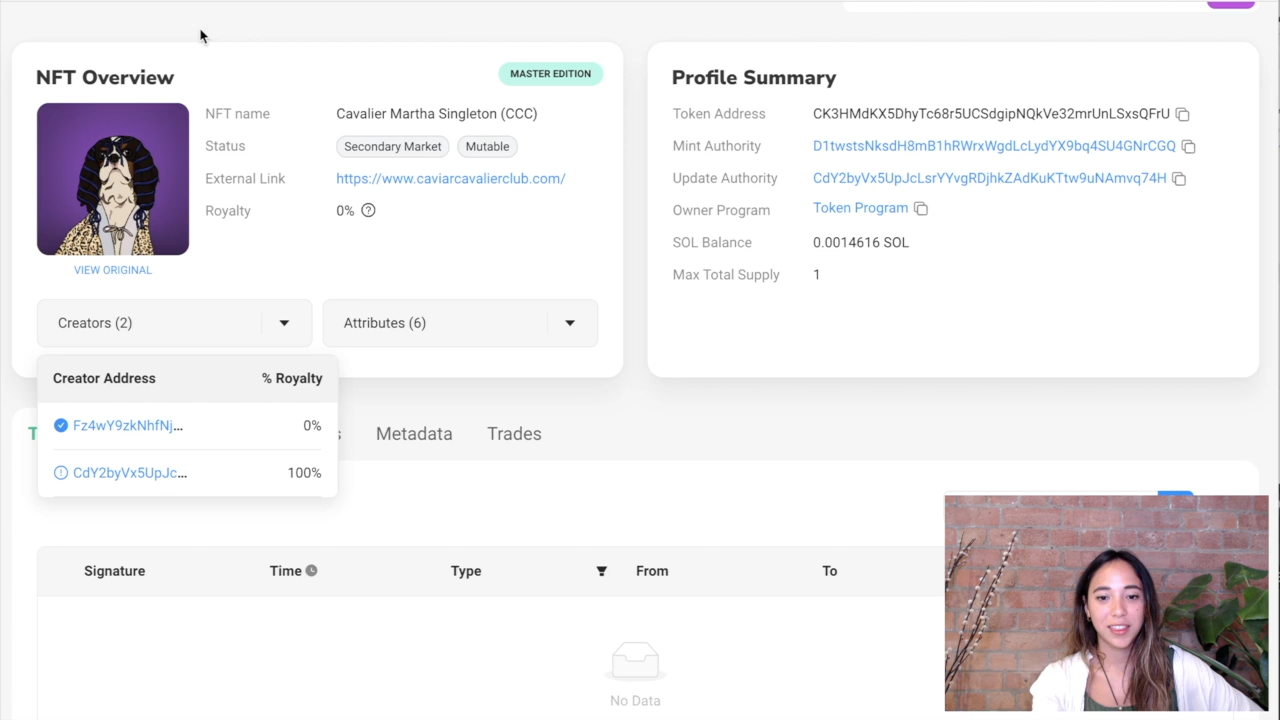 NFT Overview
MASTER EDITION
NFT name
Cavalier Martha Singleton (CCC)
Status
Secondary Market
Mutable
External Link
https://www.caviarcavalierclub.com/
Royalty
0%
VIEW ORIGINAL
Creators (2)
Attributes (6)
Creator Address
% Royalty
Fz4wY9zkNhfNj...
0%
CdY2byVx5UpJc...
100%
Profile Summary
Token Address
CK3HMdKX5DhyTc68r5UCSdgipNQkVe32mrUnLSxsQFrU
Mint Authority
D1twstsNksdH8mB1hRWrxWgdLcLydYX9bq4SU4GNrCGQ
Update Authority
CdY2byVx5UpJcLsrYYvgRDjhkZAdKuKTtw9uNAmvq74H
Owner Program
Token Program
SOL Balance
0.0014616 SOL
Max Total Supply
1
Metadata
Trades
Signature
Time
Type
From
To
No Data